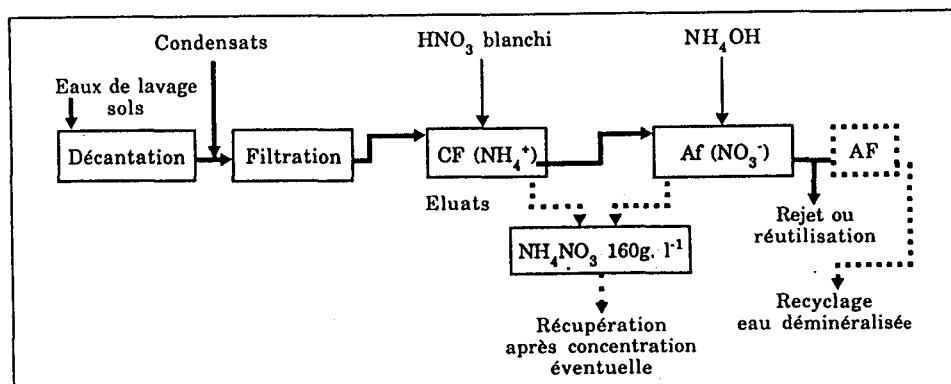 Condensats
HNO₃ blanchi
NH₄OH
Eaux de lavage
sols
Décantation
Filtration
CF (NH₄⁺)
Af (NO₃⁻)
AF
Eluats
Rejet ou
réutilisation
NH₄NO₃ 160g. l⁻¹
Récupération
après concentration
éventuelle
Recyclage
eau déminéralisée